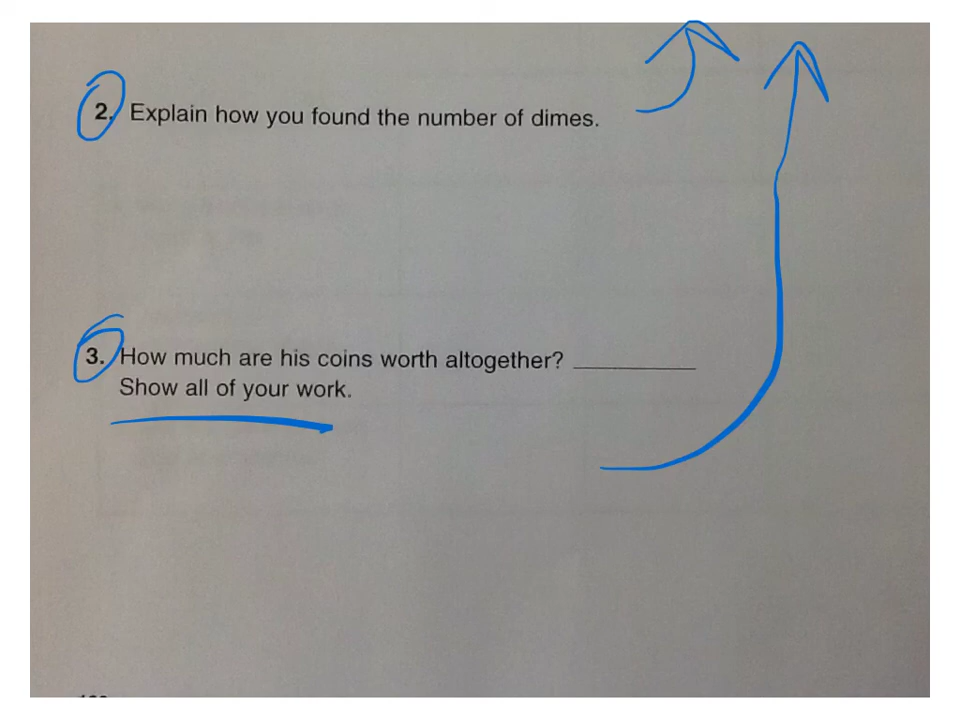 2. Explain how you found the number of dimes.
3. How much are his coins worth altogether?
Show all of your work.